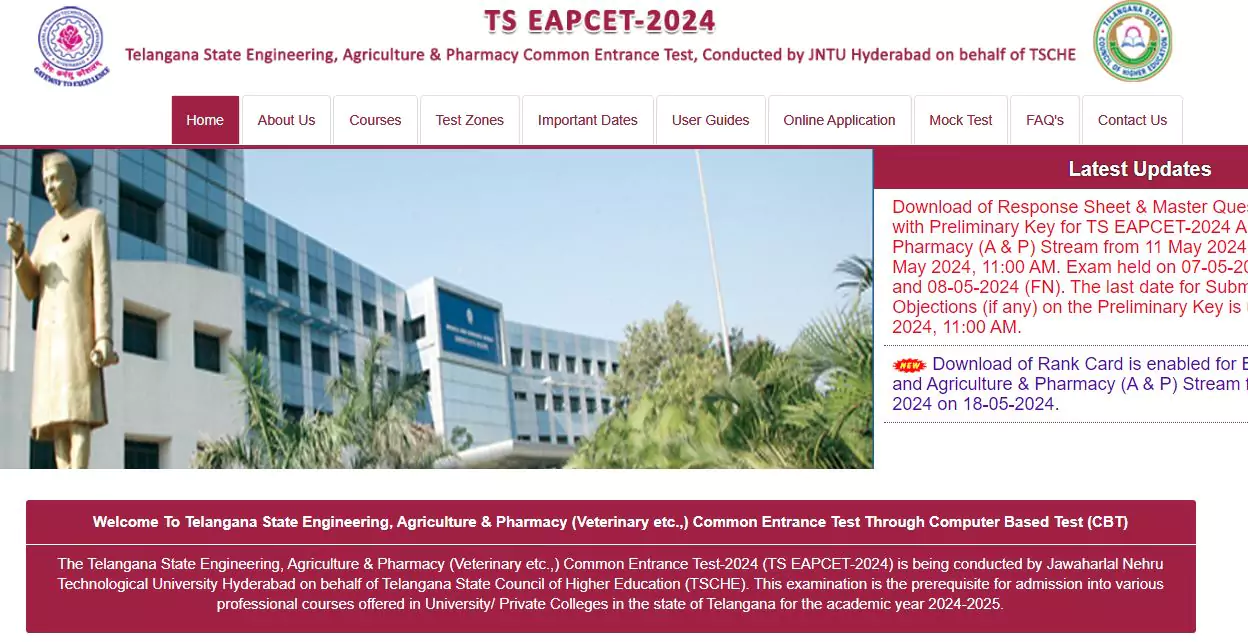 TS EAPCET-2024
Telangana State Engineering, Agriculture & Pharmacy Common Entrance Test, Conducted by JNTU Hyderabad on behalf of TSCHE
GATEWAY TO EXCELLENCE
TELANGANA STATE
COUNCIL OF HIGHER EDUCATION
Home
About Us
Courses
Test Zones
Important Dates
User Guides
Online Application
Mock Test
FAQ's
Contact Us
Latest Updates
Download of Response Sheet & Master Ques
with Preliminary Key for TS EAPCET-2024 A
Pharmacy (A & P) Stream from 11 May 2024
May 2024, 11:00 AM. Exam held on 07-05-20
and 08-05-2024 (FN). The last date for Subm
Objections (if any) on the Preliminary Key is
2024, 11:00 AM.
NEW Download of Rank Card is enabled for E
and Agriculture & Pharmacy (A & P) Stream f
2024 on 18-05-2024.
Welcome To Telangana State Engineering, Agriculture & Pharmacy (Veterinary etc.,) Common Entrance Test Through Computer Based Test (CBT)
The Telangana State Engineering, Agriculture & Pharmacy (Veterinary etc.,) Common Entrance Test-2024 (TS EAPCET-2024) is being conducted by Jawaharlal Nehru
Technological University Hyderabad on behalf of Telangana State Council of Higher Education (TSCHE). This examination is the prerequisite for admission into various
professional courses offered in University/ Private Colleges in the state of Telangana for the academic year 2024-2025.